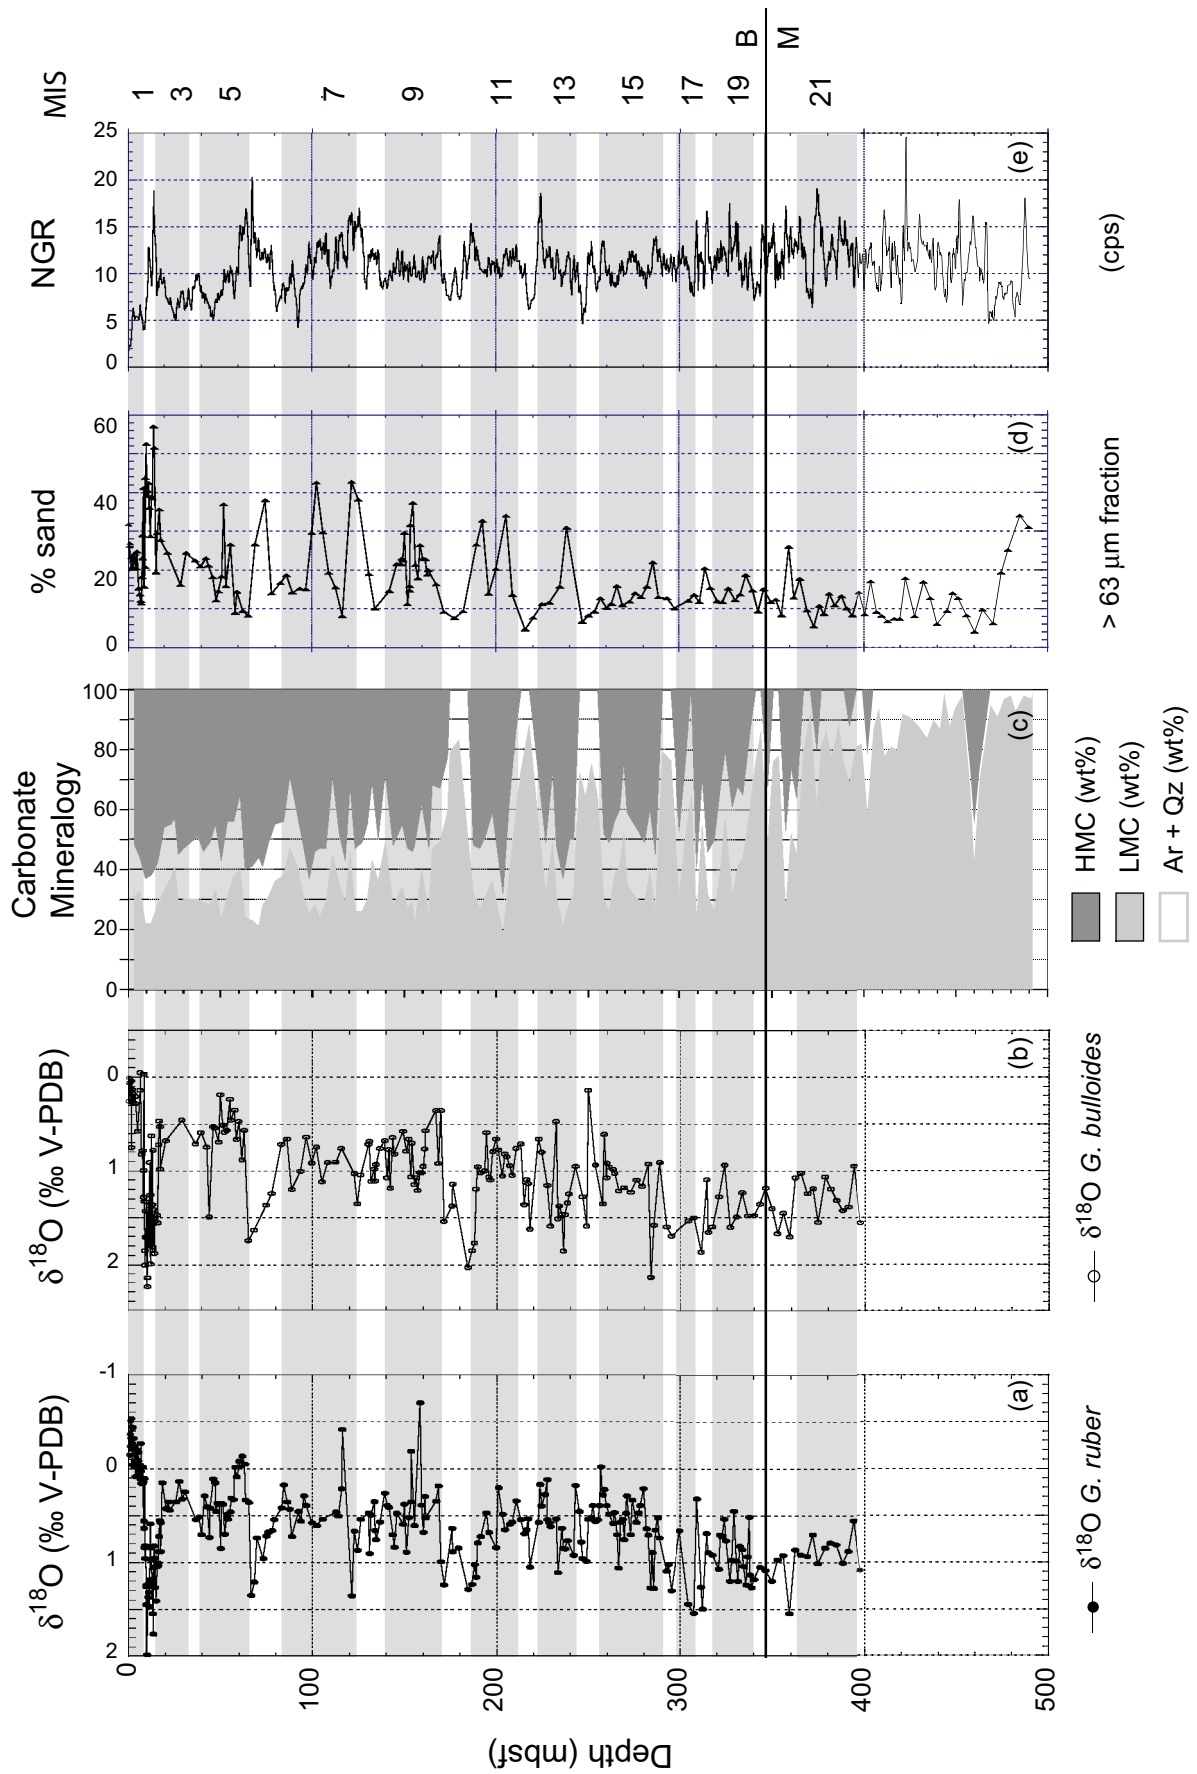 MIS
1
3
5
7
9
11
13
15
17
19
B
M
21
NGR
25
20
15
10
5
0
(e)
(cps)
% sand
60
40
20
0
(d)
> 63 µm fraction
Carbonate
Mineralogy
100
80
60
40
20
0
(c)
HMC (wt%)
LMC (wt%)
Ar + Qz (wt%)
δ18O (‰ V-PDB)
0
1
2
(b)
δ18O G. bulloides
δ18O (‰ V-PDB)
-1
0
1
2
(a)
δ18O G. ruber
0
100
200
300
400
500
Depth (mbsf)